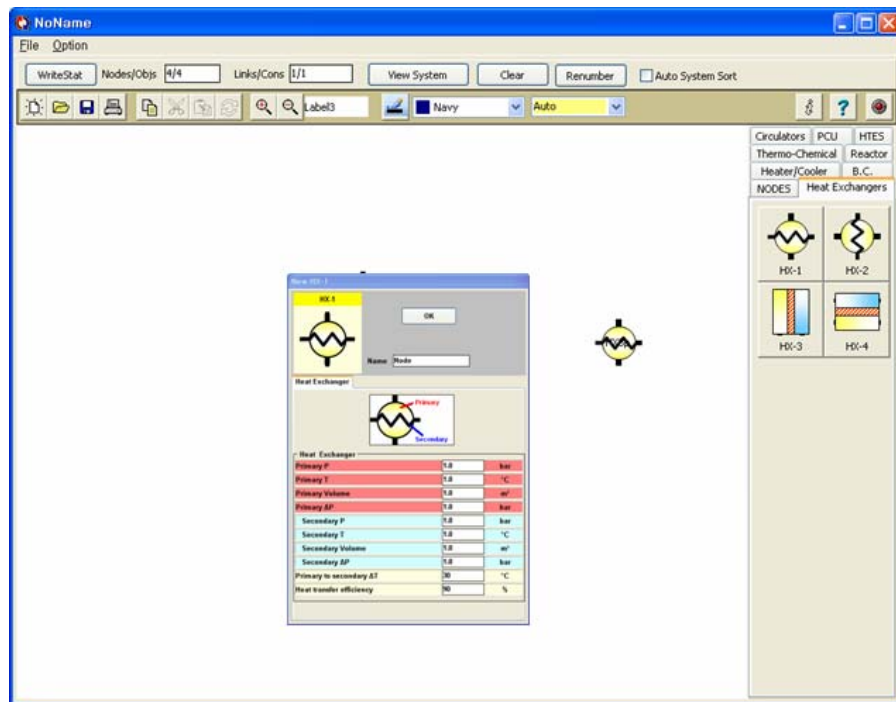 NoName
File Option
WriteStat Nodes/Objs 4/4 Links/Cons 1/1 View System Clear Renumber Auto System Sort
Label3 Navy Auto ?
Circulators PCU HTES
Thermo-Chemical Reactor
Heater/Cooler B.C.
NODES Heat Exchangers
HX-1 HX-2
HX-3 HX-4
New HX-1
HX-1
OK
Name Node
Heat Exchanger
Primary
Secondary
Heat Exchanger
Primary P 1.0 bar
Primary T 1.0 °C
Primary Volume 1.0 m³
Primary ΔP 1.0 bar
Secondary P 1.0 bar
Secondary T 1.0 °C
Secondary Volume 1.0 m³
Secondary ΔP 1.0 bar
Primary to secondary ΔT 30 °C
Heat transfer efficiency 90 %